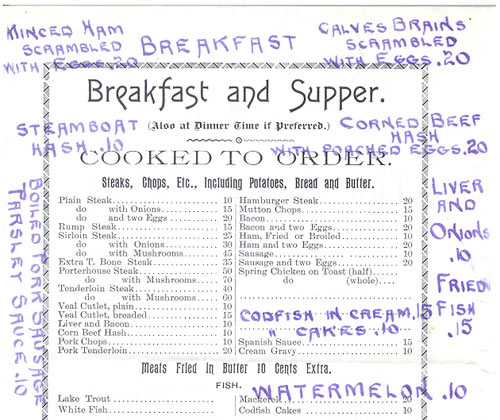 MINCED HAM
SCRAMBLED
WITH EGGS .20
BREAKFAST
CALVES BRAINS
SCRAMBLED
WITH EGGS .20
Breakfast and Supper.
(Also at Dinner Time if Preferred.)
STEAMBOAT
HASH .10
CORNED BEEF
HASH
WITH POACHED EGGS .20
COOKED TO ORDER.
Steaks, Chops, Etc., Including Potatoes, Bread and Butter.
Plain Steak 10
do with Onions 15
do and two Eggs 20
Rump Steak 15
Sirloin Steak 25
do with Onions 30
do with Mushrooms 45
Extra T. Bone Steak 35
Porterhouse Steak 50
do with Mushrooms 70
Tenderloin Steak 40
do with Mushrooms 60
Veal Cutlet, plain 10
Veal Cutlet, breaded 15
Liver and Bacon 10
Corn Beef Hash 10
Pork Chops 10
Pork Tenderloin 20
Hamburger Steak 20
Mutton Chops 15
Bacon 10
Bacon and two Eggs 20
Ham, Fried or Broiled 10
Ham and two Eggs 20
Sausage 10
Sausage and two Eggs 20
Spring Chicken on Toast (half)
do (whole)
CODFISH IN CREAM .15
" CAKES .10
Spanish Sauce 15
Cream Gravy 10
BOILED PORK SAUSAGE
PARSLEY SAUCE .10
LIVER
AND
ONIONS
.10
FRIED
FISH
.15
Meats Fried in Butter 10 Cents Extra.
FISH.
WATERMELON .10
Lake Trout
White Fish
Mackerel 20
Codfish Cakes 10